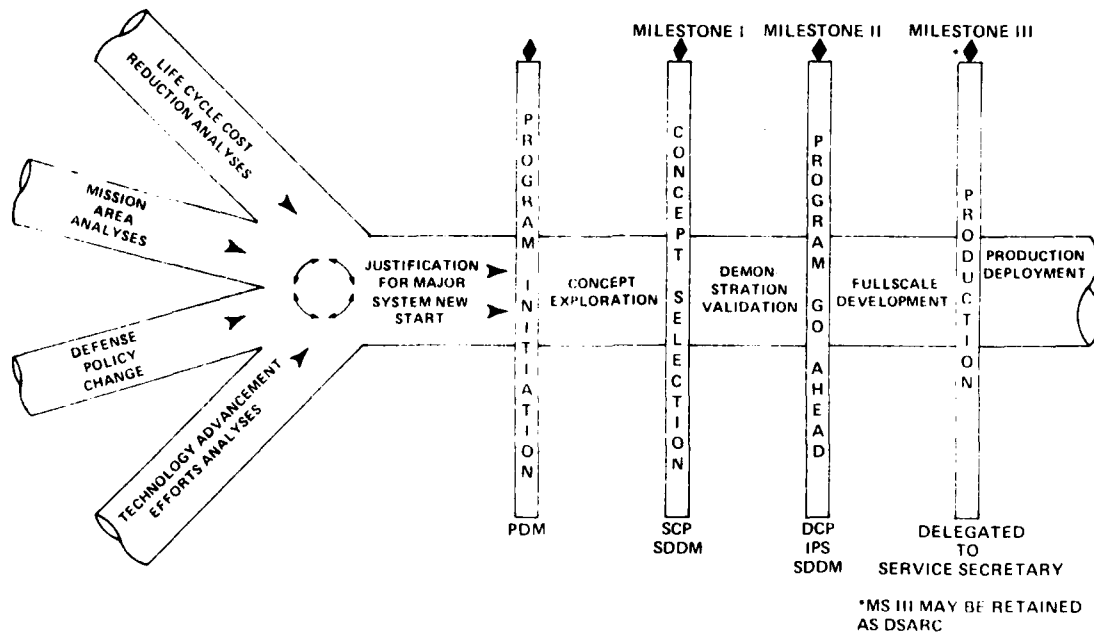 MILESTONE I
MILESTONE II
MILESTONE III
*
LIFE CYCLE COST
REDUCTION ANALYSES
MISSION
AREA
ANALYSES
DEFENSE
POLICY
CHANGE
TECHNOLOGY ADVANCEMENT
EFFORTS ANALYSES
JUSTIFICATION
FOR MAJOR
SYSTEM NEW
START
PROGRAM INITIATION
CONCEPT
EXPLORATION
CONCEPT SELECTION
DEMON
STRATION
VALIDATION
PROGRAM GO AHEAD
FULLSCALE
DEVELOPMENT
PRODUCTION
PRODUCTION
DEPLOYMENT
PDM
SCP
SDDM
DCP
IPS
SDDM
DELEGATED
TO
SERVICE SECRETARY
*MS III MAY BE RETAINED
AS DSARC